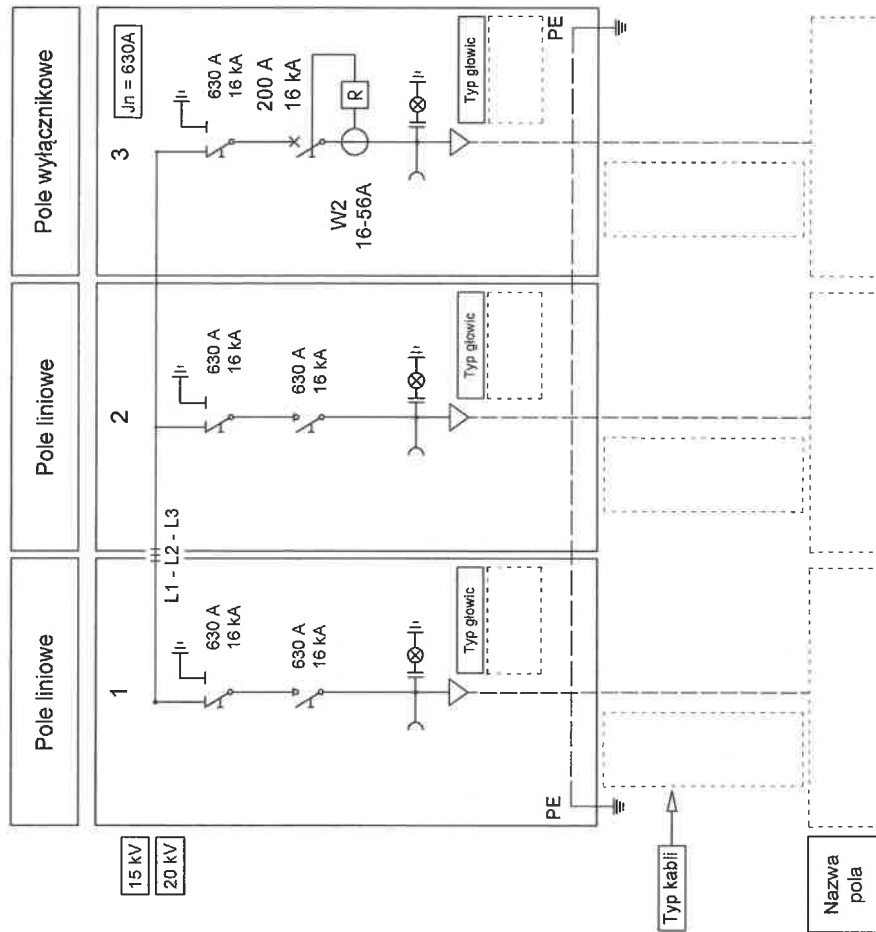 Pole liniowe
Pole liniowe
Pole wyłącznikowe
15 kV
20 kV
1
2
3
Jn = 630A
L1 - L2 - L3
630 A
16 kA
630 A
16 kA
630 A
16 kA
630 A
16 kA
630 A
16 kA
200 A
16 kA
R
W2
16-56A
Typ głowic
Typ głowic
Typ głowic
PE
PE
Typ kabli
Nazwa
pola